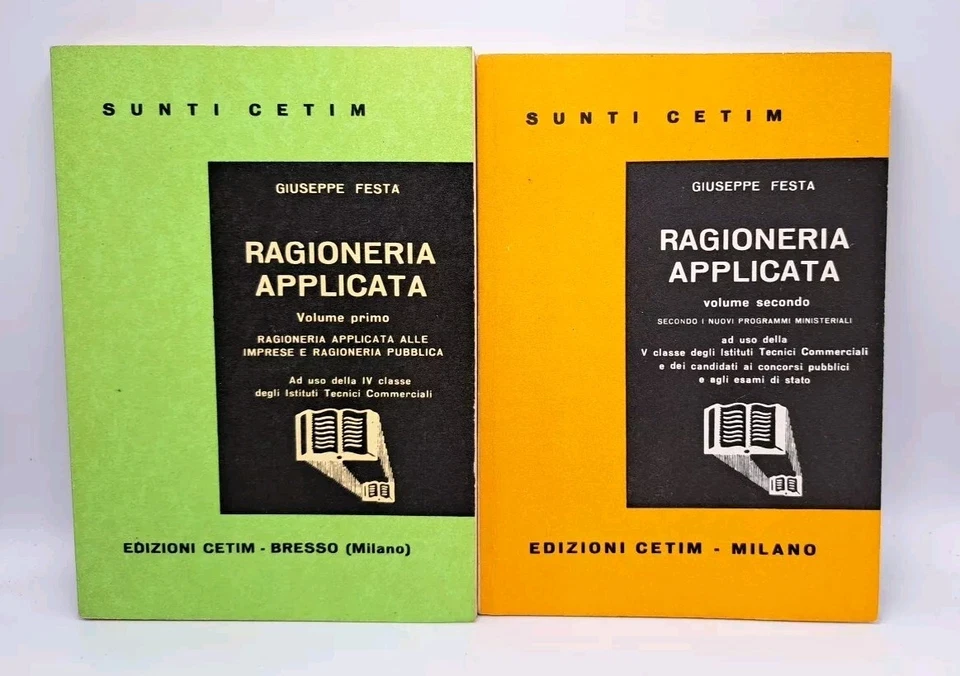 SUNTI CETIM
GIUSEPPE FESTA
RAGIONERIA
APPLICATA
Volume primo
RAGIONERIA APPLICATA ALLE
IMPRESE E RAGIONERIA PUBBLICA
Ad uso della IV classe
degli Istituti Tecnici Commerciali
EDIZIONI CETIM - BRESSO (Milano)
SUNTI CETIM
GIUSEPPE FESTA
RAGIONERIA
APPLICATA
volume secondo
SECONDO I NUOVI PROGRAMMI MINISTERIALI
ad uso della
V classe degli Istituti Tecnici Commerciali
e dei candidati ai concorsi pubblici
e agli esami di stato
EDIZIONI CETIM - MILANO